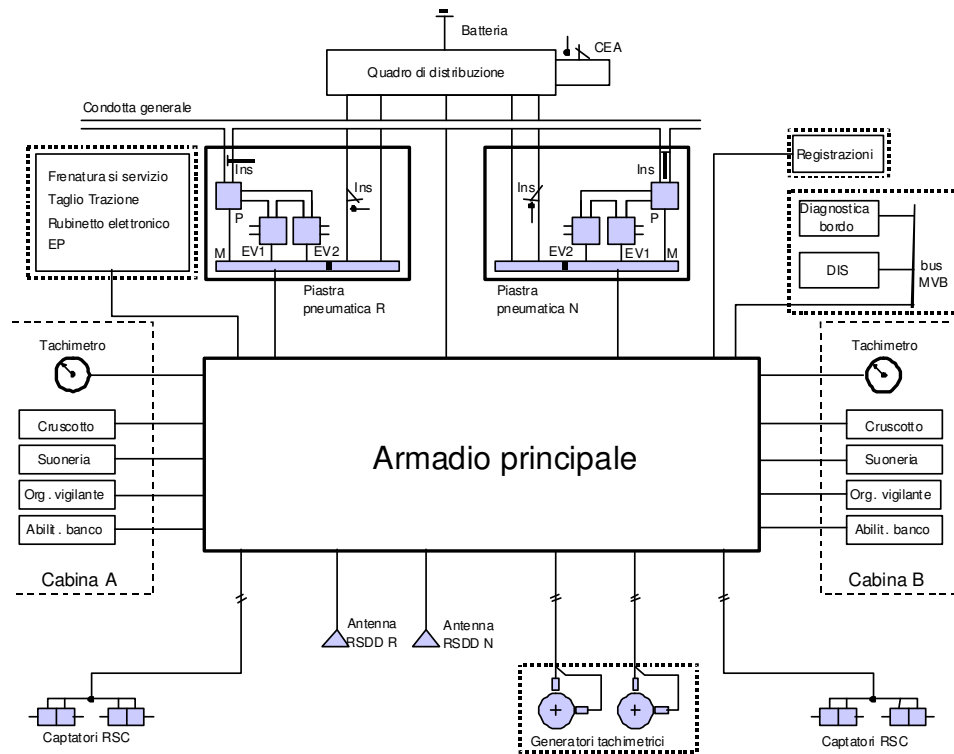 Batteria
CEA
Quadro di distribuzione
Condotta generale
Frenatura si servizio
Taglio Trazione
Rubinetto elettronico
EP
Ins
P
EV1
EV2
M
Ins
Piastra
pneumatica R
Ins
Ins
P
EV2
EV1
M
Piastra
pneumatica N
Registrazioni
Diagnostica
bordo
DIS
bus
MVB
Tachimetro
Cruscotto
Suoneria
Org. vigilante
Abilit. banco
Cabina A
Armadio principale
Tachimetro
Cruscotto
Suoneria
Org. vigilante
Abilit. banco
Cabina B
Antenna
RSDD R
Antenna
RSDD N
Captatori RSC
Generatori tachimetrici
Captatori RSC